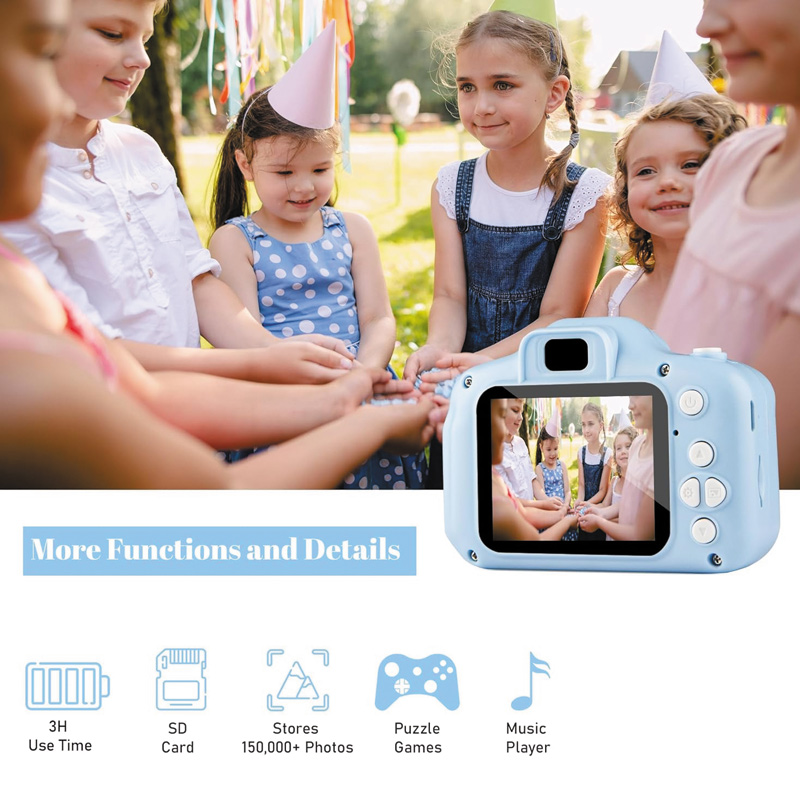 More Functions and Details
3H
Use Time
SD
Card
Stores
150,000+ Photos
Puzzle
Games
Music
Player